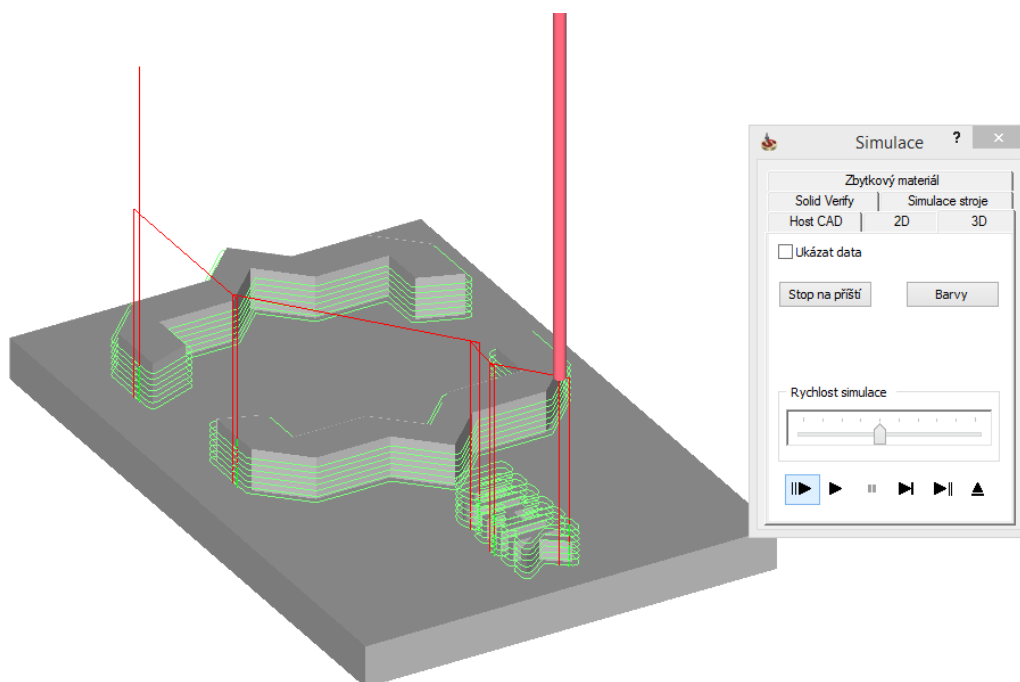 Simulace ?
Zbytkový materiál
Solid Verify Simulace stroje
Host CAD 2D 3D
Ukázat data
Stop na příští Barvy
Rychlost simulace